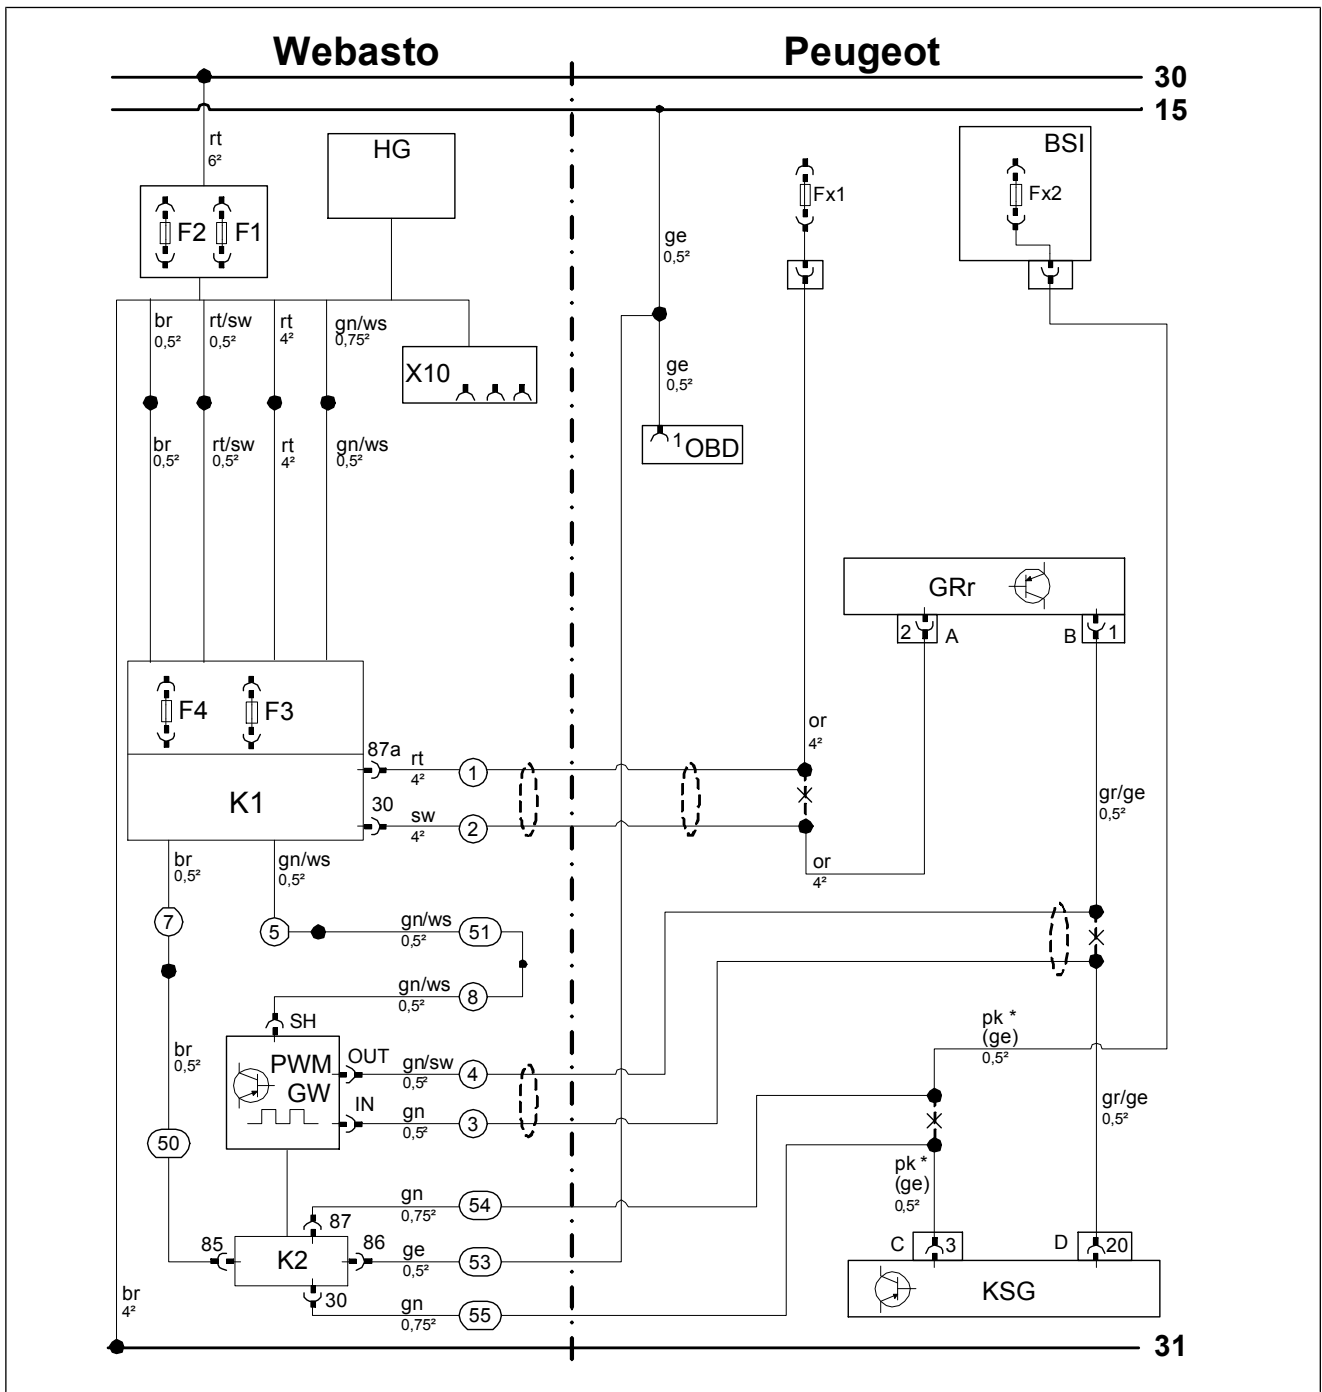 Webasto
Peugeot
30
15
rt
6²
HG
BSI
F2
F1
Fx1
Fx2
ge
0,5²
br
0,5²
rt/sw
0,5²
rt
4²
gn/ws
0,75²
X10
ge
0,5²
br
0,5²
rt/sw
0,5²
rt
4²
gn/ws
0,5²
1
OBD
GRr
2
A
B
1
F4
F3
or
4²
87a
rt
4²
1
K1
30
sw
4²
2
gr/ge
0,5²
br
0,5²
gn/ws
0,5²
or
4²
7
5
gn/ws
0,5²
51
gn/ws
0,5²
8
SH
pk *
(ge)
0,5²
br
0,5²
PWM
GW
OUT
gn/sw
0,5²
4
IN
gn
0,5²
3
gr/ge
0,5²
50
pk *
(ge)
0,5²
gn
0,75²
54
87
85
K2
86
ge
0,5²
53
C
3
D
20
KSG
30
gn
0,75²
55
br
4²
31